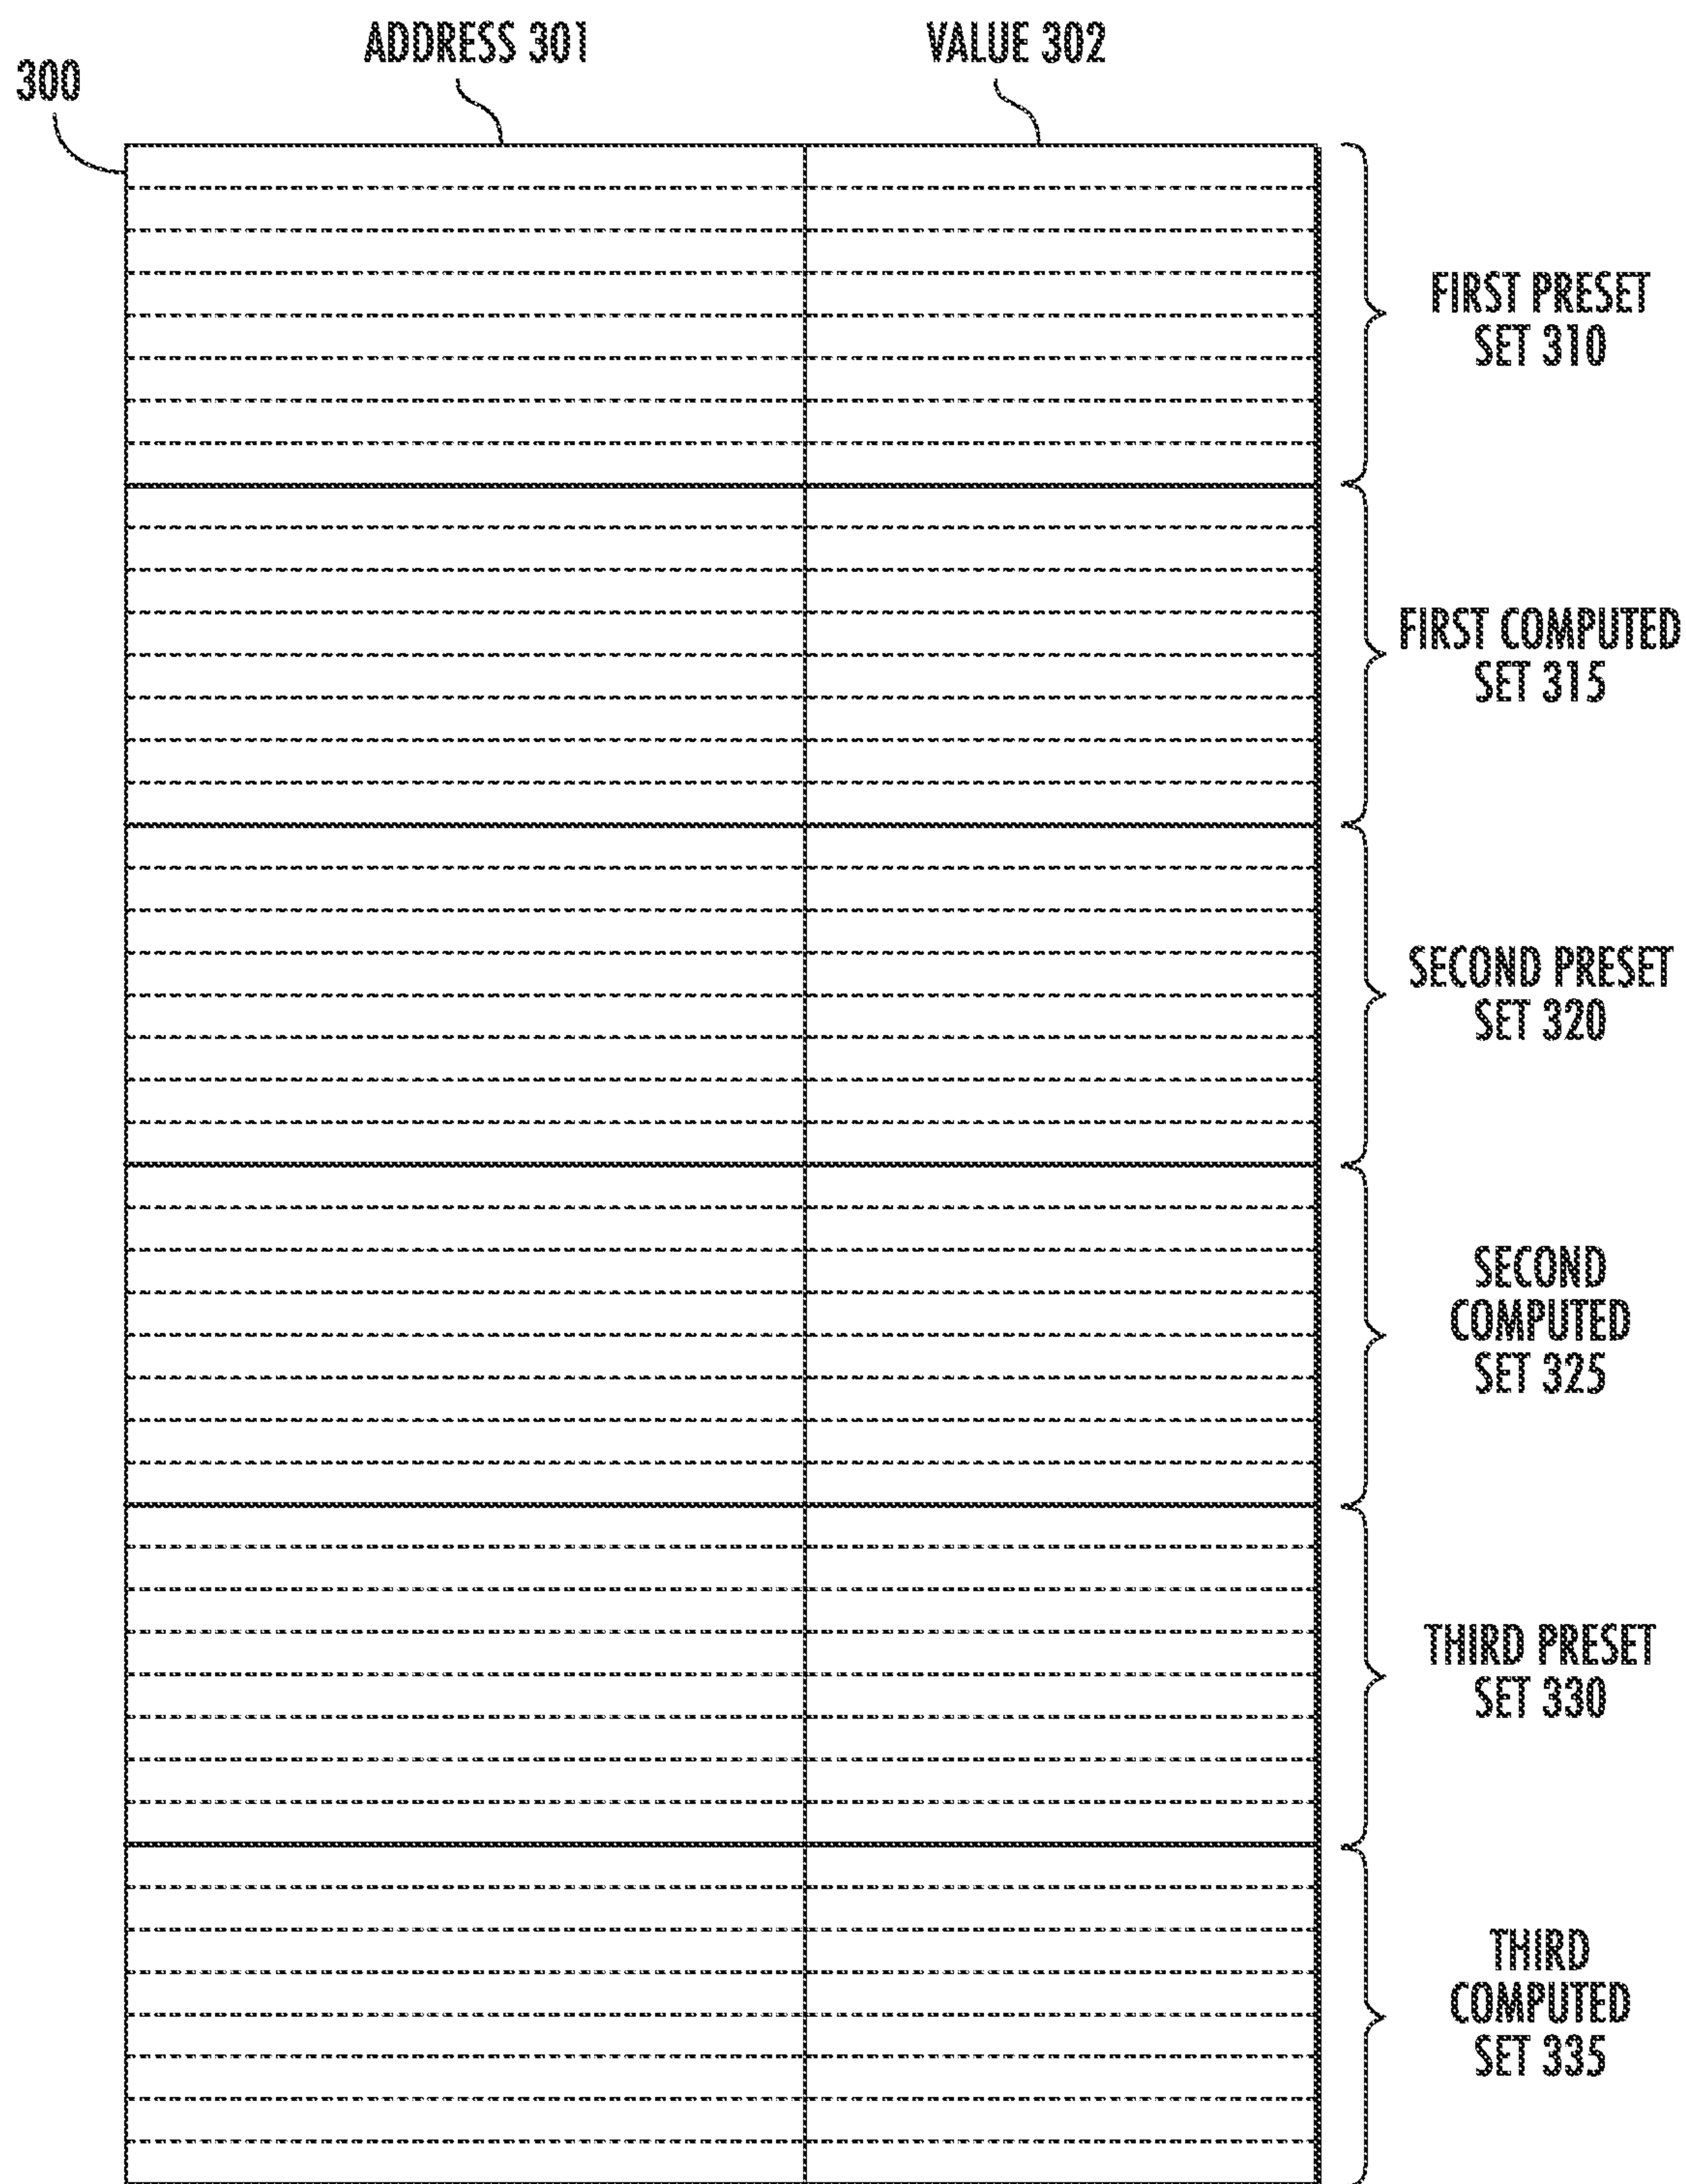 300
ADDRESS 301
VALUE 302
FIRST PRESET
SET 310
FIRST COMPUTED
SET 315
SECOND PRESET
SET 320
SECOND
COMPUTED
SET 325
THIRD PRESET
SET 330
THIRD
COMPUTED
SET 335